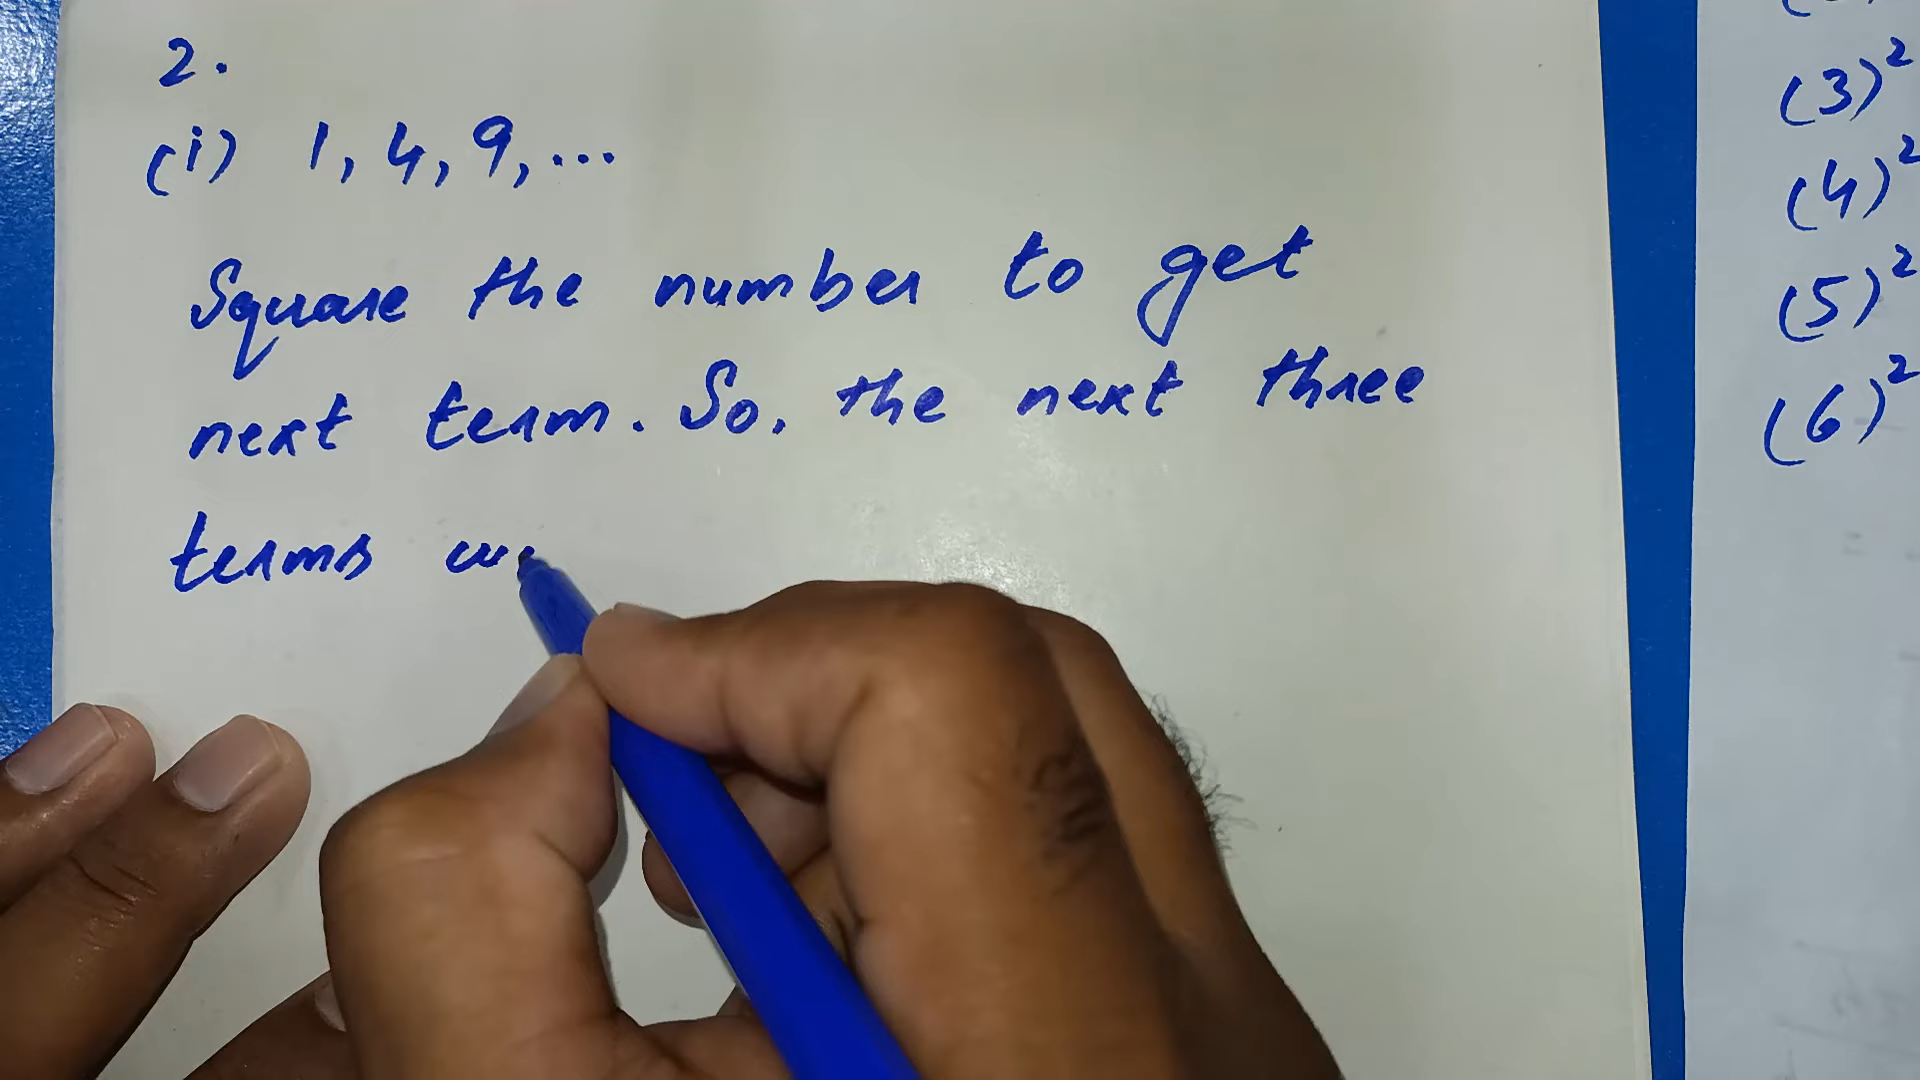 2.
(i) 1, 4, 9, ...
Square the number to get
next term. So, the next three
terms
(3)²
(4)²
(5)²
(6)²